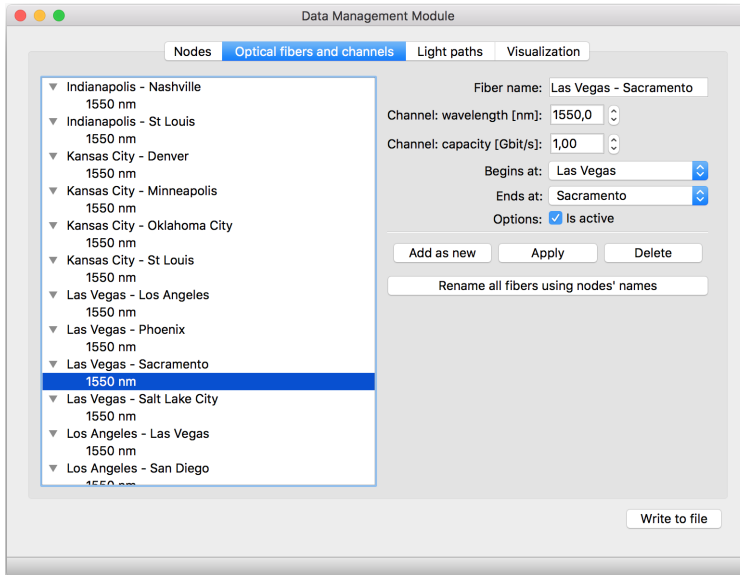 Data Management Module
Nodes Optical fibers and channels Light paths Visualization
Indianapolis - Nashville
1550 nm
Indianapolis - St Louis
1550 nm
Kansas City - Denver
1550 nm
Kansas City - Minneapolis
1550 nm
Kansas City - Oklahoma City
1550 nm
Kansas City - St Louis
1550 nm
Las Vegas - Los Angeles
1550 nm
Las Vegas - Phoenix
1550 nm
Las Vegas - Sacramento
1550 nm
Las Vegas - Salt Lake City
1550 nm
Los Angeles - Las Vegas
1550 nm
Los Angeles - San Diego
1550 nm
Fiber name: Las Vegas - Sacramento
Channel: wavelength [nm]: 1550,0
Channel: capacity [Gbit/s]: 1,00
Begins at: Las Vegas
Ends at: Sacramento
Options: Is active
Add as new Apply Delete
Rename all fibers using nodes' names
Write to file